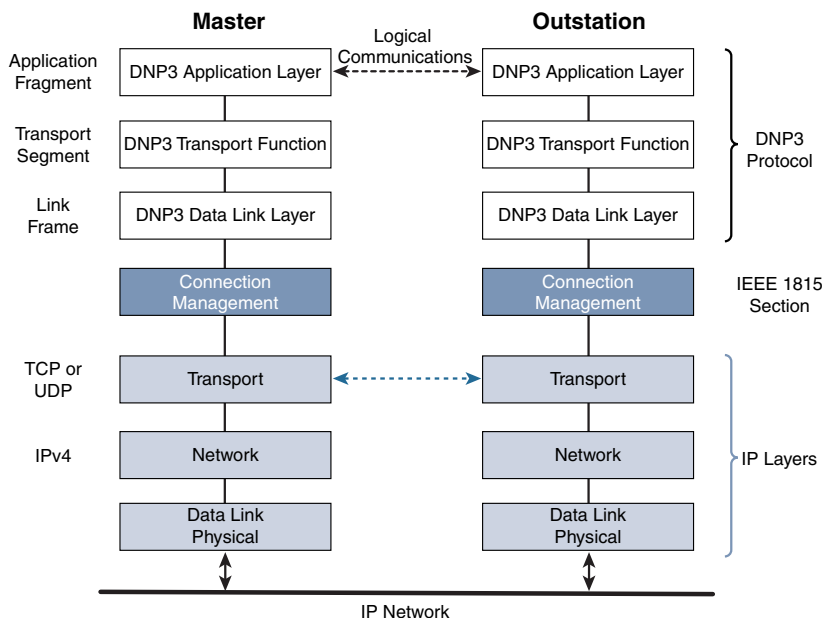 Master
Outstation
Application
Fragment
DNP3 Application Layer
Logical
Communications
DNP3 Application Layer
Transport
Segment
DNP3 Transport Function
DNP3 Transport Function
DNP3
Protocol
Link
Frame
DNP3 Data Link Layer
DNP3 Data Link Layer
Connection
Management
Connection
Management
IEEE 1815
Section
TCP or
UDP
Transport
Transport
IPv4
Network
Network
IP Layers
Data Link
Physical
Data Link
Physical
IP Network